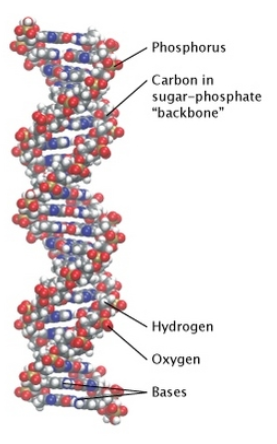 Phosphorus
Carbon in
sugar–phosphate
“backbone”
Hydrogen
Oxygen
Bases